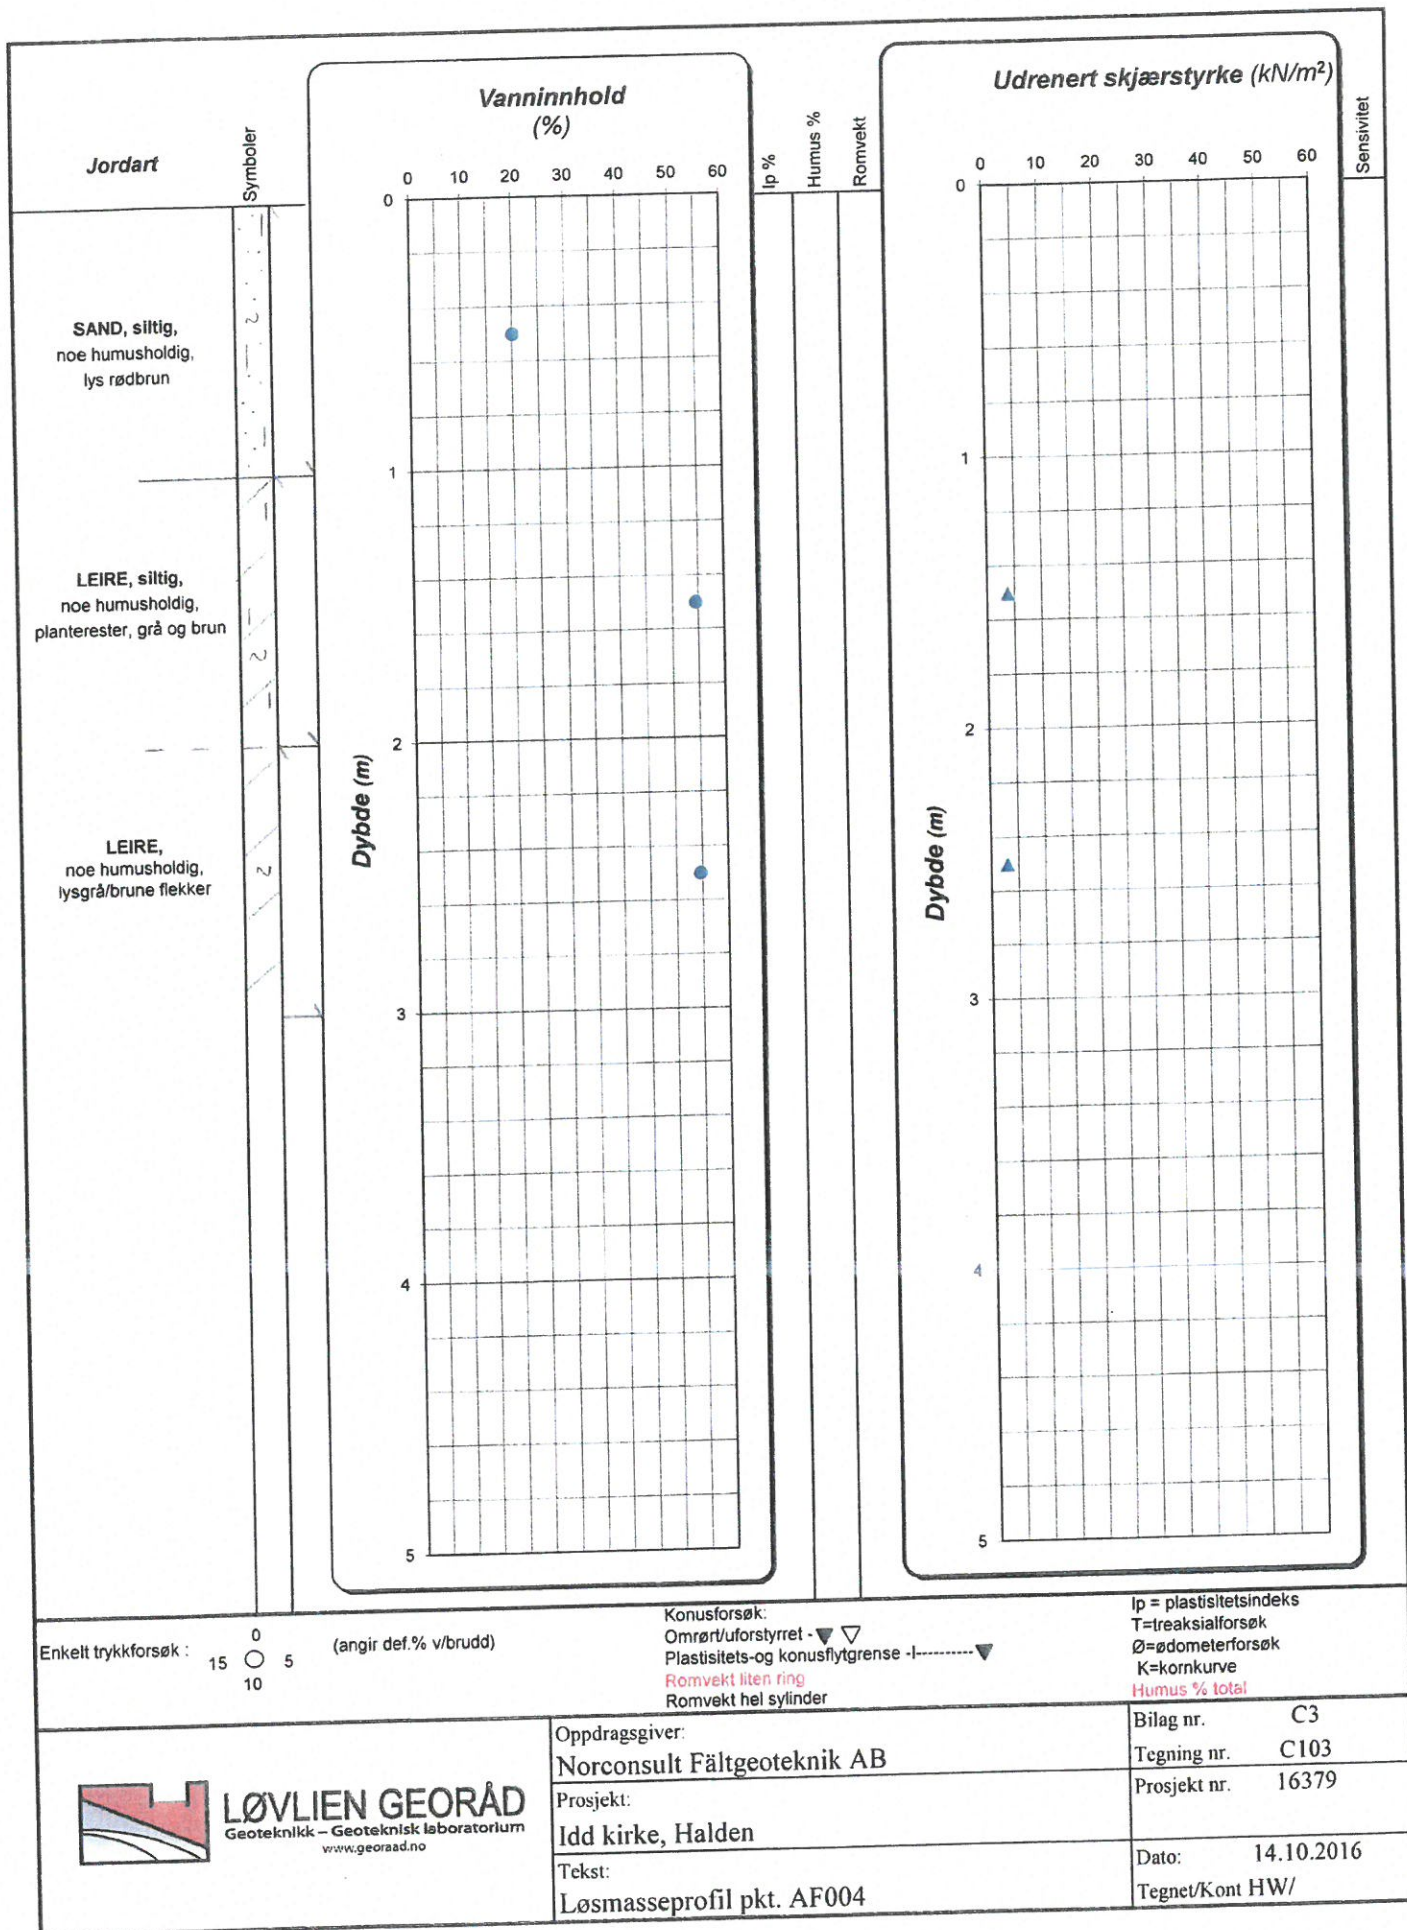 Jordart
Symboler
Vanninnhold
(%)
0 10 20 30 40 50 60
Ip %
Humus %
Romvekt
Udrenert skjærstyrke (kN/m²)
0 10 20 30 40 50 60
Sensivitet
0
1
2
3
4
5
Dybde (m)
0
1
2
3
4
5
Dybde (m)
SAND, siltig,
noe humusholdig,
lys rødbrun
LEIRE, siltig,
noe humusholdig,
planterester, grå og brun
LEIRE,
noe humusholdig,
lysgrå/brune flekker
Enkelt trykkforsøk :
0
15 5
10
(angir def.% v/brudd)
Konusforsøk:
Omrørt/uforstyrret - ▼ ▽
Plastisitets-og konusflytgrense -I----------▼
Romvekt liten ring
Romvekt hel sylinder
Ip = plastisitetsindeks
T=treaksialforsøk
Ø=ødometerforsøk
K=kornkurve
Humus % total
LØVLIEN GEORÅD
Geoteknikk – Geoteknisk laboratorium
www.georaad.no
Oppdragsgiver:
Norconsult Fältgeoteknik AB
Prosjekt:
Idd kirke, Halden
Tekst:
Løsmasseprofil pkt. AF004
Bilag nr. C3
Tegning nr. C103
Prosjekt nr. 16379
Dato: 14.10.2016
Tegnet/Kont HW/